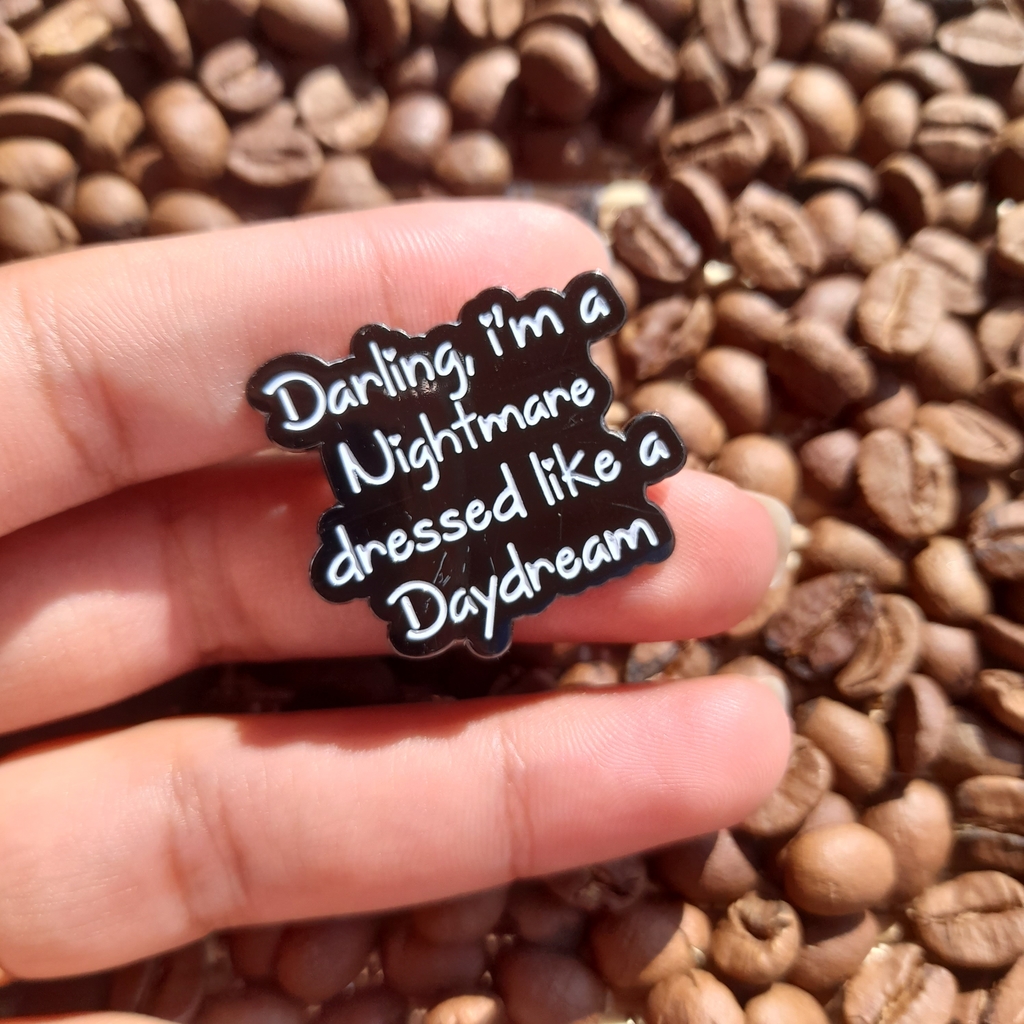 Darling, i'm a
Nightmare
dressed like a
Daydream